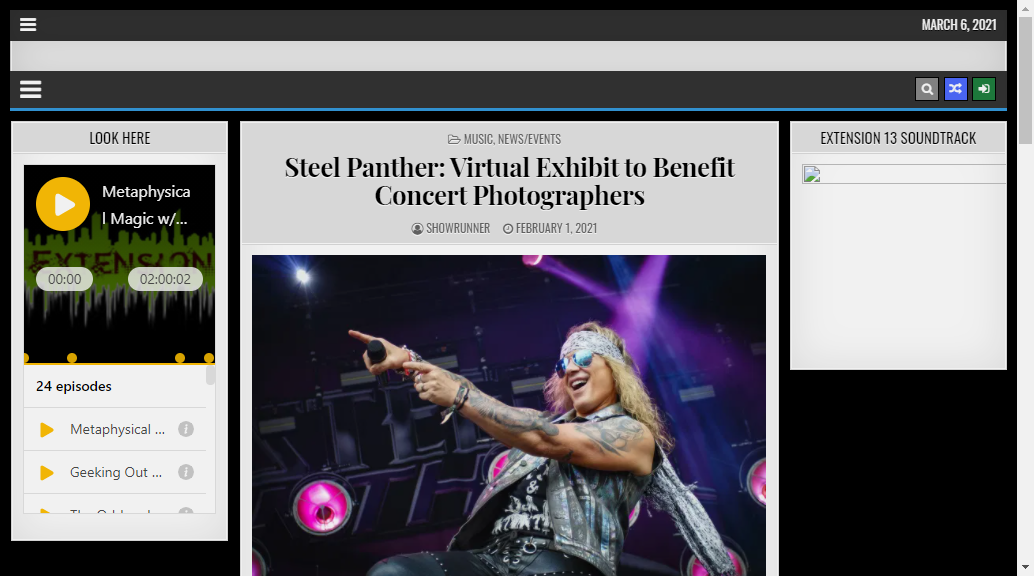 MARCH 6, 2021
LOOK HERE
Metaphysica
l Magic w/...
EXTENSION
00:00
02:00:02
24 episodes
Metaphysical ...
Geeking Out ...
MUSIC, NEWS/EVENTS
Steel Panther: Virtual Exhibit to Benefit
Concert Photographers
SHOWRUNNER
FEBRUARY 1, 2021
EXTENSION 13 SOUNDTRACK